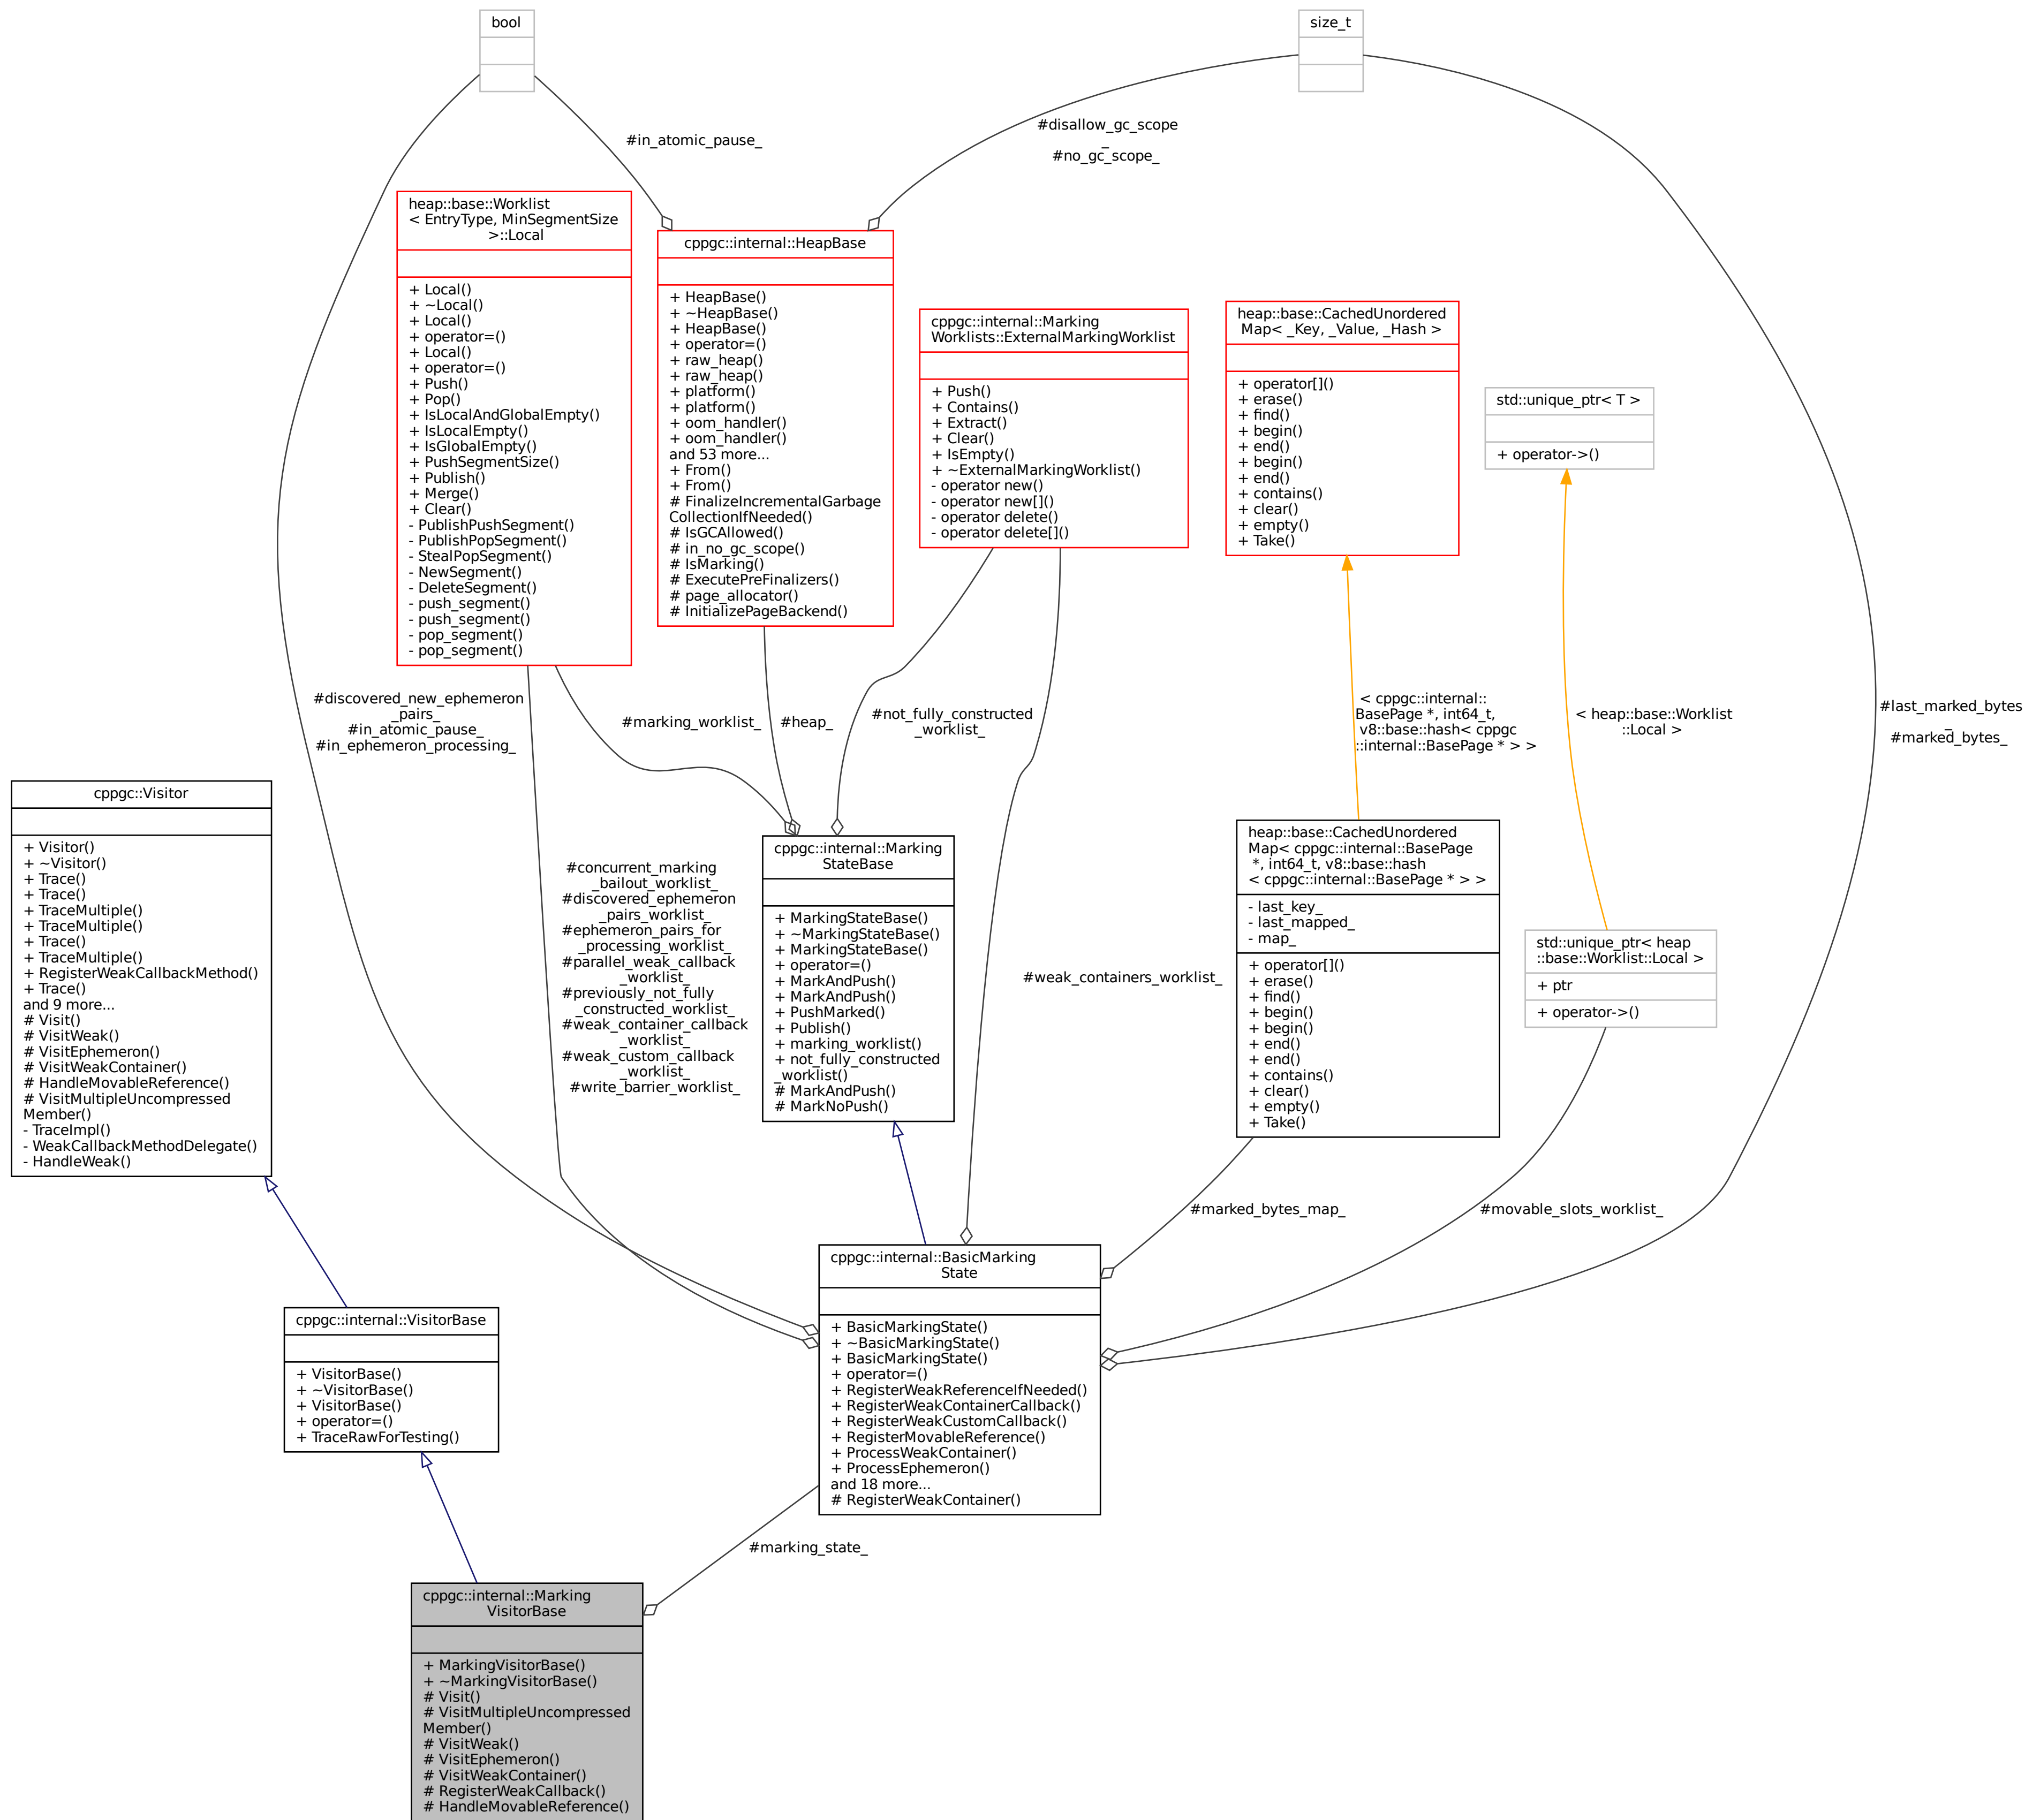 bool
size_t
#in_atomic_pause_
#disallow_gc_scope
_
#no_gc_scope_
heap::base::Worklist
< EntryType, MinSegmentSize
>::Local
+ Local()
+ ~Local()
+ Local()
+ operator=()
+ Local()
+ operator=()
+ Push()
+ Pop()
+ IsLocalAndGlobalEmpty()
+ IsLocalEmpty()
+ IsGlobalEmpty()
+ PushSegmentSize()
+ Publish()
+ Merge()
+ Clear()
- PublishPushSegment()
- PublishPopSegment()
- StealPopSegment()
- NewSegment()
- DeleteSegment()
- push_segment()
- push_segment()
- pop_segment()
- pop_segment()
cppgc::internal::HeapBase
+ HeapBase()
+ ~HeapBase()
+ HeapBase()
+ operator=()
+ raw_heap()
+ raw_heap()
+ platform()
+ platform()
+ oom_handler()
+ oom_handler()
and 53 more...
+ From()
+ From()
# FinalizeIncrementalGarbage
CollectionIfNeeded()
# IsGCAllowed()
# in_no_gc_scope()
# IsMarking()
# ExecutePreFinalizers()
# page_allocator()
# InitializePageBackend()
cppgc::internal::Marking
Worklists::ExternalMarkingWorklist
+ Push()
+ Contains()
+ Extract()
+ Clear()
+ IsEmpty()
+ ~ExternalMarkingWorklist()
- operator new()
- operator new[]()
- operator delete()
- operator delete[]()
heap::base::CachedUnordered
Map< _Key, _Value, _Hash >
+ operator[]()
+ erase()
+ find()
+ begin()
+ end()
+ begin()
+ end()
+ contains()
+ clear()
+ empty()
+ Take()
std::unique_ptr< T >
+ operator->()
#discovered_new_ephemeron
_pairs_
#in_atomic_pause_
#in_ephemeron_processing_
#marking_worklist_
#heap_
#not_fully_constructed
_worklist_
< cppgc::internal::
BasePage *, int64_t,
v8::base::hash< cppgc
::internal::BasePage * > >
< heap::base::Worklist
::Local >
#last_marked_bytes
_
#marked_bytes_
cppgc::Visitor
+ Visitor()
+ ~Visitor()
+ Trace()
+ Trace()
+ TraceMultiple()
+ TraceMultiple()
+ Trace()
+ TraceMultiple()
+ RegisterWeakCallbackMethod()
+ Trace()
and 9 more...
# Visit()
# VisitWeak()
# VisitEphemeron()
# VisitWeakContainer()
# HandleMovableReference()
# VisitMultipleUncompressed
Member()
- TraceImpl()
- WeakCallbackMethodDelegate()
- HandleWeak()
#concurrent_marking
_bailout_worklist_
#discovered_ephemeron
_pairs_worklist_
#ephemeron_pairs_for
_processing_worklist_
#parallel_weak_callback
_worklist_
#previously_not_fully
_constructed_worklist_
#weak_container_callback
_worklist_
#weak_custom_callback
_worklist_
#write_barrier_worklist_
cppgc::internal::Marking
StateBase
+ MarkingStateBase()
+ ~MarkingStateBase()
+ MarkingStateBase()
+ operator=()
+ MarkAndPush()
+ MarkAndPush()
+ PushMarked()
+ Publish()
+ marking_worklist()
+ not_fully_constructed
_worklist()
# MarkAndPush()
# MarkNoPush()
#weak_containers_worklist_
heap::base::CachedUnordered
Map< cppgc::internal::BasePage
*, int64_t, v8::base::hash
< cppgc::internal::BasePage * > >
- last_key_
- last_mapped_
- map_
+ operator[]()
+ erase()
+ find()
+ begin()
+ begin()
+ end()
+ end()
+ contains()
+ clear()
+ empty()
+ Take()
std::unique_ptr< heap
::base::Worklist::Local >
+ ptr
+ operator->()
#marked_bytes_map_
#movable_slots_worklist_
cppgc::internal::BasicMarking
State
+ BasicMarkingState()
+ ~BasicMarkingState()
+ BasicMarkingState()
+ operator=()
+ RegisterWeakReferenceIfNeeded()
+ RegisterWeakContainerCallback()
+ RegisterWeakCustomCallback()
+ RegisterMovableReference()
+ ProcessWeakContainer()
+ ProcessEphemeron()
and 18 more...
# RegisterWeakContainer()
cppgc::internal::VisitorBase
+ VisitorBase()
+ ~VisitorBase()
+ VisitorBase()
+ operator=()
+ TraceRawForTesting()
#marking_state_
cppgc::internal::Marking
VisitorBase
+ MarkingVisitorBase()
+ ~MarkingVisitorBase()
# Visit()
# VisitMultipleUncompressed
Member()
# VisitWeak()
# VisitEphemeron()
# VisitWeakContainer()
# RegisterWeakCallback()
# HandleMovableReference()